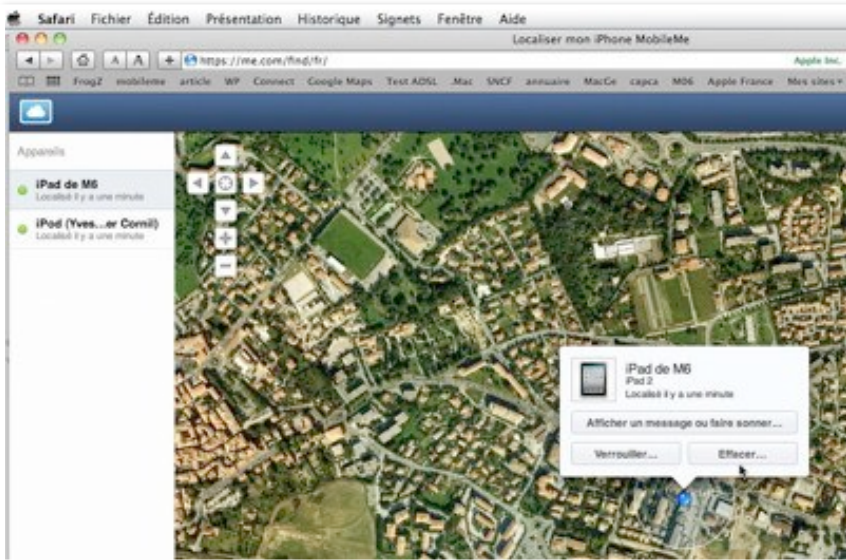 Safari Fichier Édition Présentation Historique Signets Fenêtre Aide
Localiser mon iPhone MobileMe
A A + https://me.com/find/fr/ Apple Inc.
FrogZ mobileme article WP Connect Google Maps Test ADSL .Mac SNCF annuaire MacGe capca M06 Apple France Mes sites
Appareils
iPad de M6
Localisé il y a une minute
iPod (Yves...er Cornil)
Localisé il y a une minute
iPad de M6
iPad 2
Localisé il y a une minute
Afficher un message ou faire sonner...
Verrouiller... Effacer...